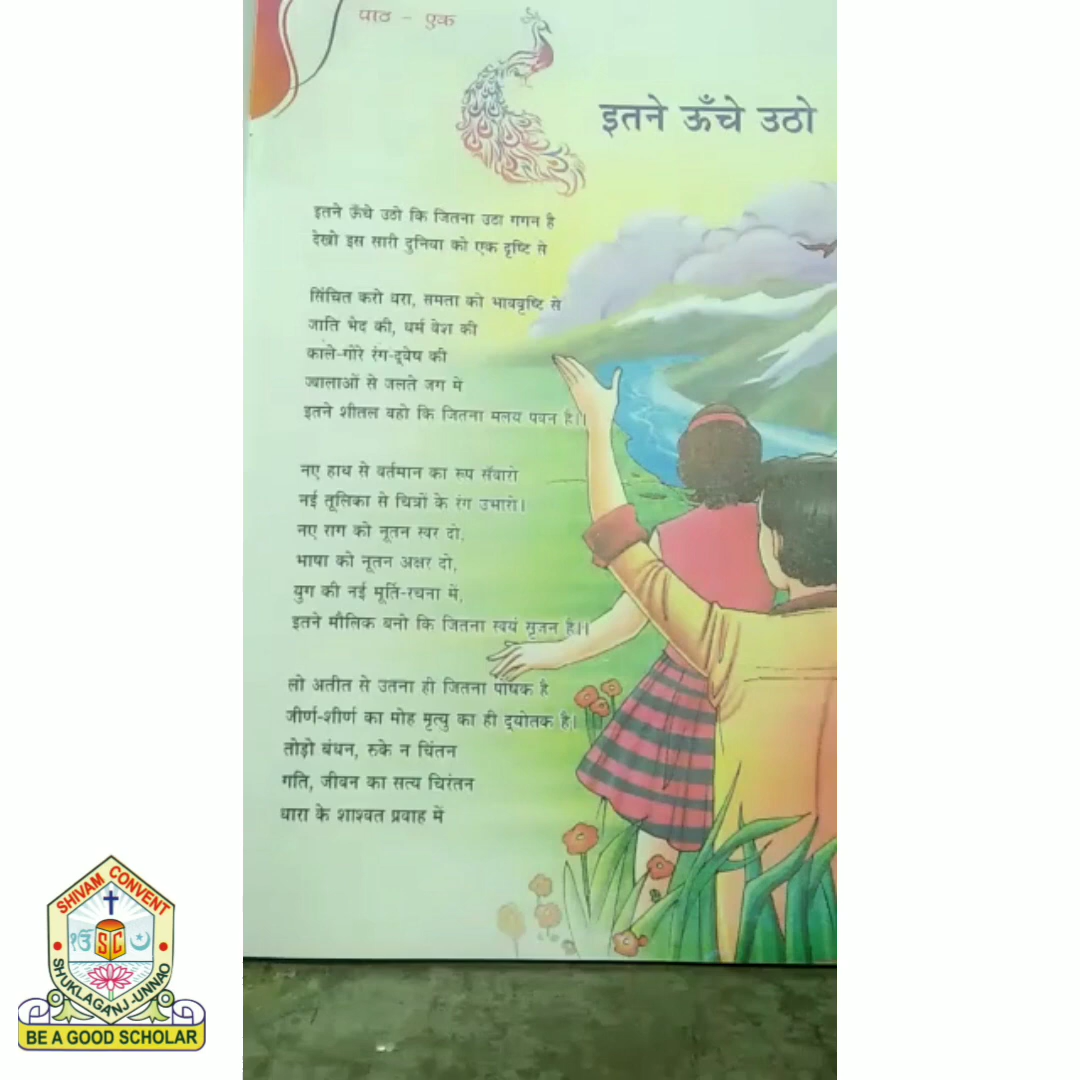 पाठ - एक
इतने ऊँचे उठो
इतने ऊँचे उठो कि जितना उठा गगन है
देखो इस सारी दुनिया को एक दृष्टि से
सिंचित करो धरा, समता को भाववृष्टि से
जाति भेद की, धर्म वेश की
काले-गोरे रंग-द्वेष की
ज्वालाओं से जलते जग मे
इतने शीतल बहो कि जितना मलय पवन है।।
नए हाथ से वर्तमान का रूप सँवारो
नई तूलिका से चित्रों के रंग उभारो।
नए राग को नूतन स्वर दो,
भाषा को नूतन अक्षर दो,
युग की नई मूर्ति-रचना में,
इतने मौलिक बनो कि जितना स्वयं सृजन है।।
लो अतीत से उतना ही जितना पोषक है
जीर्ण-शीर्ण का मोह मृत्यु का ही द्योतक है।
तोड़ो बंधन, रुके न चिंतन
गति, जीवन का सत्य चिरंतन
धारा के शाश्वत प्रवाह में
SHIVAM CONVENT
SC
SHUKLAGANJ-UNNAO
BE A GOOD SCHOLAR